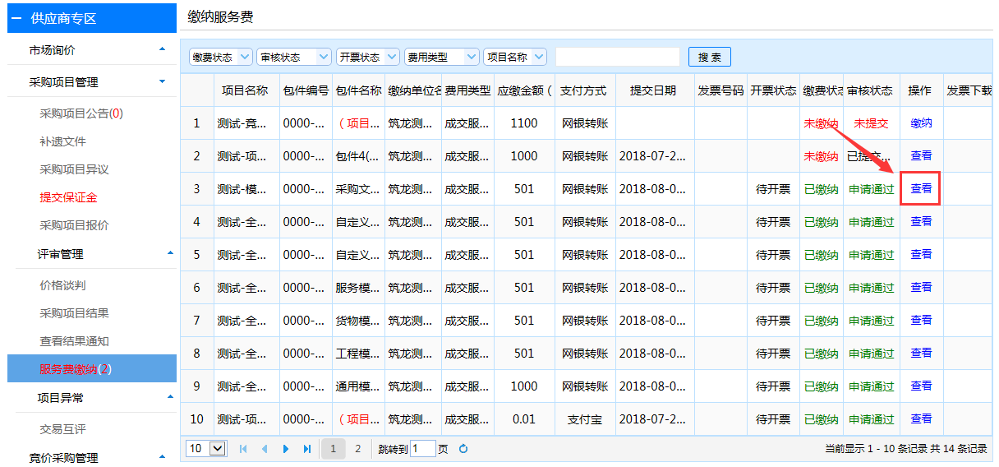 供应商专区
市场询价
采购项目管理
采购项目公告(0)
补遗文件
采购项目异议
提交保证金
采购项目报价
评审管理
价格谈判
采购项目结果
查看结果通知
服务费缴纳(2)
项目异常
交易互评
竞价采购管理
缴纳服务费
缴费状态 审核状态 开票状态 费用类型 项目名称 搜 索
项目名称 包件编号 包件名称 缴纳单位名 费用类型 应缴金额（ 支付方式 提交日期 发票号码 开票状态 缴费状态 审核状态 操作 发票下载
1 测试-竞... 0000-... （项目... 筑龙测... 成交服... 1100 网银转账 未缴纳 未提交 缴纳
2 测试-项... 0000-... 包件4(... 筑龙测... 成交服... 1000 网银转账 2018-07-2... 未缴纳 已提交... 查看
3 测试-模... 0000-... 采购文... 筑龙测... 成交服... 501 网银转账 2018-08-0... 待开票 已缴纳 申请通过 查看
4 测试-全... 0000-... 自定义... 筑龙测... 成交服... 501 网银转账 2018-08-0... 待开票 已缴纳 申请通过 查看
5 测试-全... 0000-... 自定义... 筑龙测... 成交服... 501 网银转账 2018-08-0... 待开票 已缴纳 申请通过 查看
6 测试-全... 0000-... 服务模... 筑龙测... 成交服... 501 网银转账 2018-08-0... 待开票 已缴纳 申请通过 查看
7 测试-全... 0000-... 货物模... 筑龙测... 成交服... 501 网银转账 2018-08-0... 待开票 已缴纳 申请通过 查看
8 测试-全... 0000-... 工程模... 筑龙测... 成交服... 501 网银转账 2018-08-0... 待开票 已缴纳 申请通过 查看
9 测试-全... 0000-... 通用模... 筑龙测... 成交服... 1000 网银转账 2018-08-0... 待开票 已缴纳 申请通过 查看
10 测试-项... 0000-... （项目... 筑龙测... 成交服... 0.01 支付宝 2018-07-2... 待开票 已缴纳 申请通过 查看
10 1 2 跳转到 1 页 当前显示 1 - 10 条记录 共 14 条记录